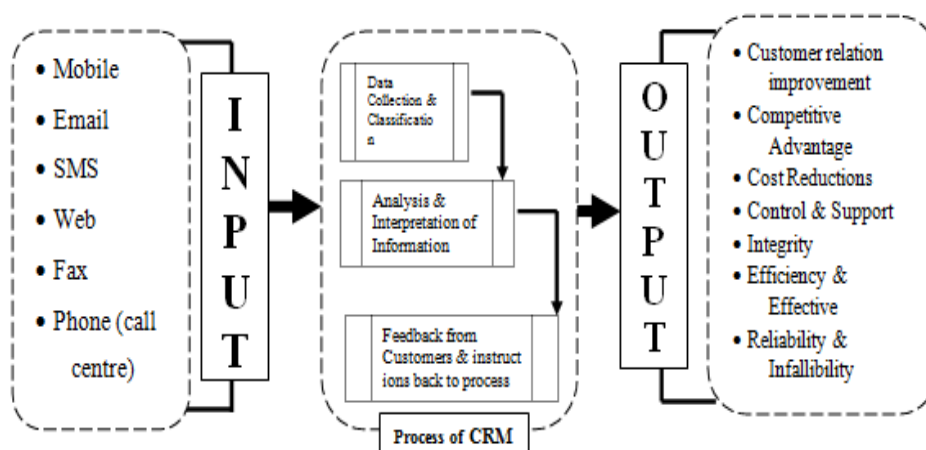 • Mobile
• Email
• SMS
• Web
• Fax
• Phone (call
centre)
INPUT
Data
Collection &
Classificatio
n
Analysis &
Interpretation of
Information
Feedback from
Customers & instruct
ions back to process
Process of CRM
OUTPUT
• Customer relation
improvement
• Competitive
Advantage
• Cost Reductions
• Control & Support
• Integrity
• Efficiency &
Effective
• Reliability &
Infallibility